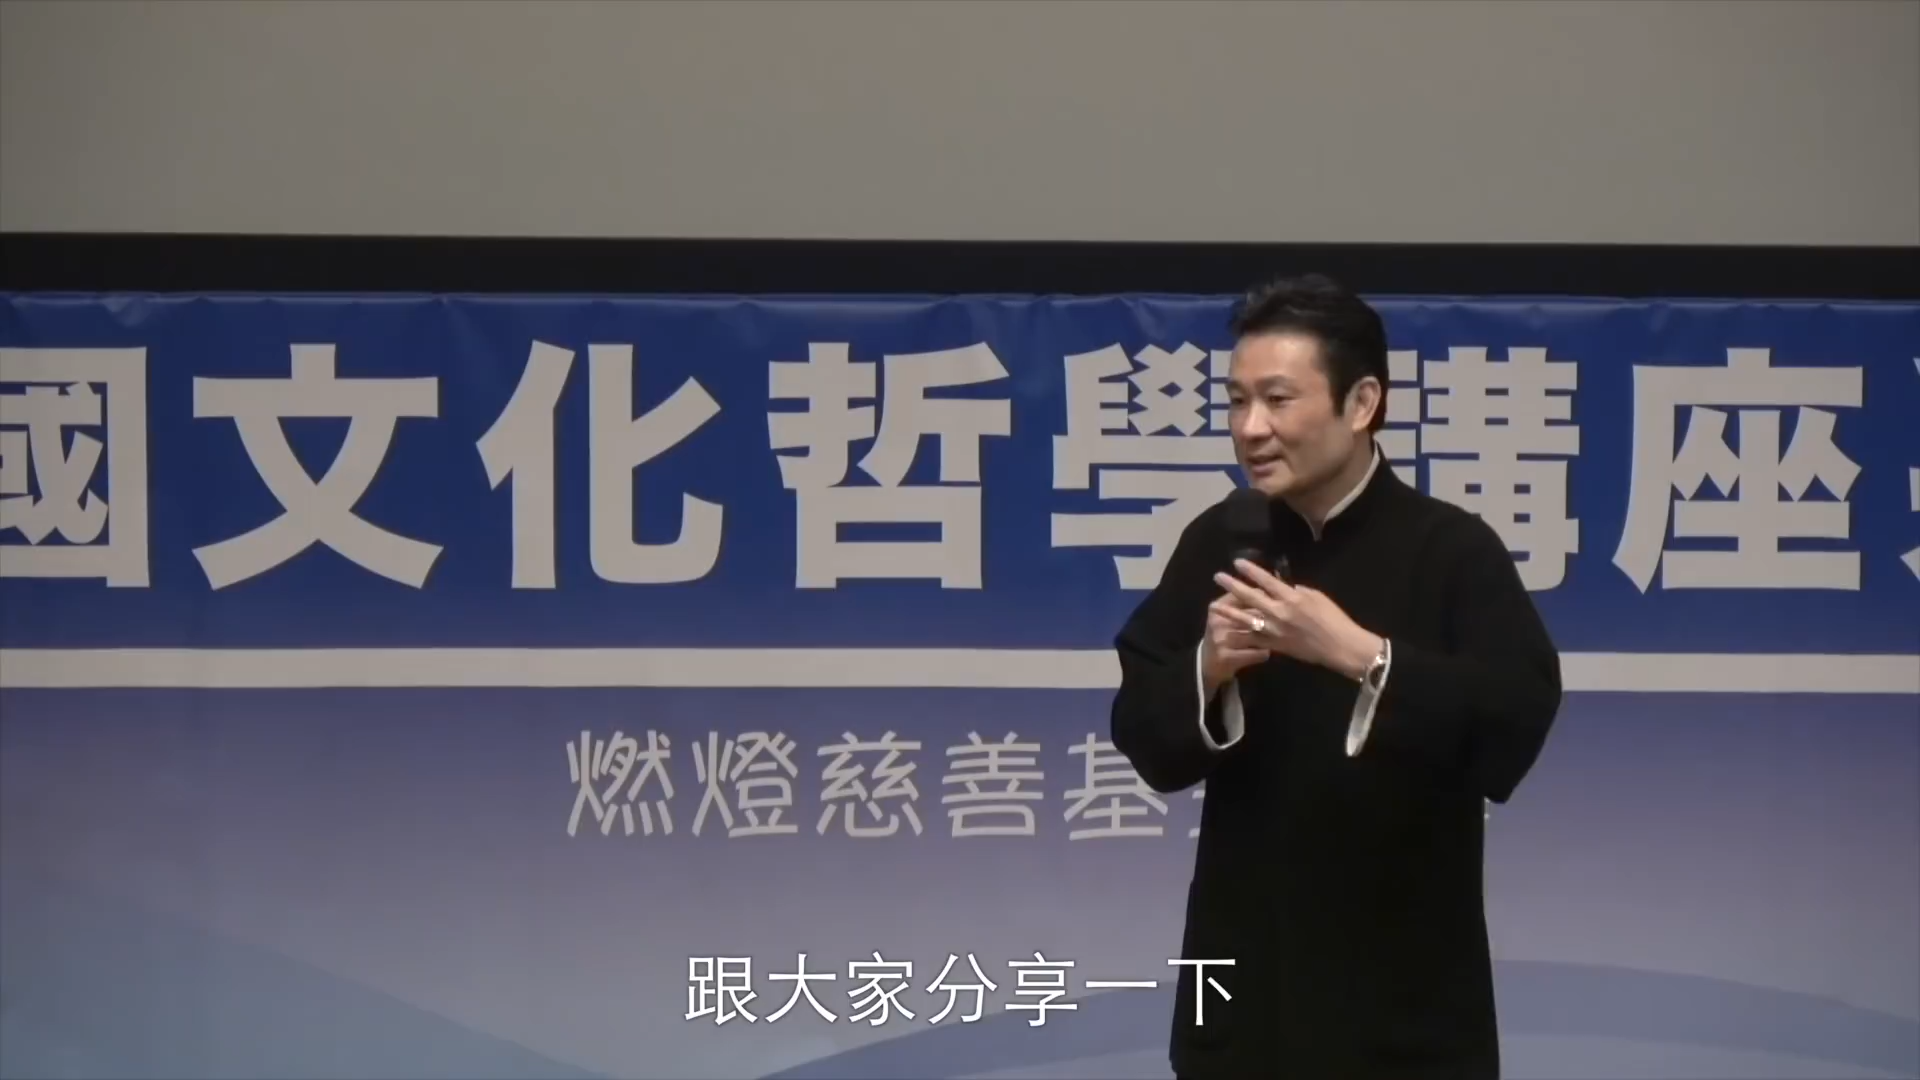 國文化哲學講座
燃燈慈善基
跟大家分享一下